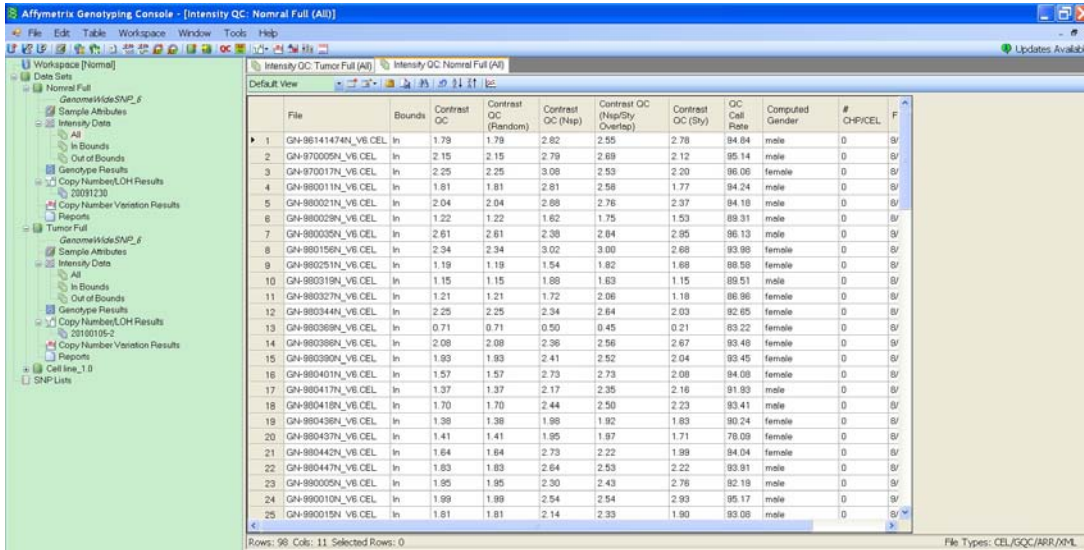 Affymetrix Genotyping Console - [Intensity QC: Nomral Full (All)]
File Edit Table Workspace Window Tools Help
Updates Availab
Workspace [Normal]
Data Sets
Nomral Full
GenomeWideSNP_6
Sample Attributes
Intensity Data
All
In Bounds
Out of Bounds
Genotype Results
Copy Number/LOH Results
20091230
Copy Number Variation Results
Reports
Tumor Full
GenomeWideSNP_6
Sample Attributes
Intensity Data
All
In Bounds
Out of Bounds
Genotype Results
Copy Number/LOH Results
20100105-2
Copy Number Variation Results
Reports
Cell line_1.0
SNP Lists
Intensity QC: Tumor Full (All) Intensity QC: Nomral Full (All)
Default View
File Bounds Contrast QC Contrast QC (Random) Contrast QC (Nsp) Contrast QC (Nsp/Sty Overlap) Contrast QC (Sty) QC Call Rate Computed Gender # CHP/CEL F
1 GN-96141474N_V6.CEL In 1.79 1.79 2.82 2.55 2.78 94.84 male 0 9/
2 GN-970005N_V6.CEL In 2.15 2.15 2.79 2.69 2.12 95.14 male 0 8/
3 GN-970017N_V6.CEL In 2.25 2.25 3.08 2.53 2.20 96.06 female 0 8/
4 GN-980011N_V6.CEL In 1.81 1.81 2.81 2.58 1.77 94.24 male 0 8/
5 GN-980021N_V6.CEL In 2.04 2.04 2.88 2.76 2.37 94.18 male 0 8/
6 GN-980029N_V6.CEL In 1.22 1.22 1.62 1.75 1.53 89.31 male 0 8/
7 GN-980035N_V6.CEL In 2.61 2.61 2.38 2.84 2.95 96.13 male 0 9/
8 GN-980156N_V6.CEL In 2.34 2.34 3.02 3.00 2.68 93.98 female 0 8/
9 GN-980251N_V6.CEL In 1.19 1.19 1.54 1.82 1.68 88.58 female 0 8/
10 GN-980319N_V6.CEL In 1.15 1.15 1.88 1.63 1.15 89.51 male 0 8/
11 GN-980327N_V6.CEL In 1.21 1.21 1.72 2.06 1.18 86.96 female 0 8/
12 GN-980344N_V6.CEL In 2.25 2.25 2.34 2.64 2.03 92.65 female 0 8/
13 GN-980369N_V6.CEL In 0.71 0.71 0.50 0.45 0.21 83.22 female 0 8/
14 GN-980386N_V6.CEL In 2.08 2.08 2.36 2.56 2.67 93.48 female 0 9/
15 GN-980390N_V6.CEL In 1.93 1.93 2.41 2.52 2.04 93.45 female 0 8/
16 GN-980401N_V6.CEL In 1.57 1.57 2.73 2.73 2.08 94.08 female 0 8/
17 GN-980417N_V6.CEL In 1.37 1.37 2.17 2.35 2.16 91.93 male 0 8/
18 GN-980418N_V6.CEL In 1.70 1.70 2.44 2.50 2.23 93.41 male 0 9/
19 GN-980436N_V6.CEL In 1.38 1.38 1.98 1.92 1.83 90.24 female 0 8/
20 GN-980437N_V6.CEL In 1.41 1.41 1.95 1.97 1.71 78.09 female 0 8/
21 GN-980442N_V6.CEL In 1.64 1.64 2.73 2.22 1.99 94.04 female 0 8/
22 GN-980447N_V6.CEL In 1.83 1.83 2.64 2.53 2.22 93.91 male 0 8/
23 GN-990005N_V6.CEL In 1.95 1.95 2.30 2.43 2.76 92.19 male 0 9/
24 GN-990010N_V6.CEL In 1.99 1.99 2.54 2.54 2.93 95.17 male 0 9/
25 GN-990015N_V6.CEL In 1.81 1.81 2.14 2.33 1.90 93.08 male 0 8/
Rows: 98 Cols: 11 Selected Rows: 0
File Types: CEL/GQC/ARR/XML